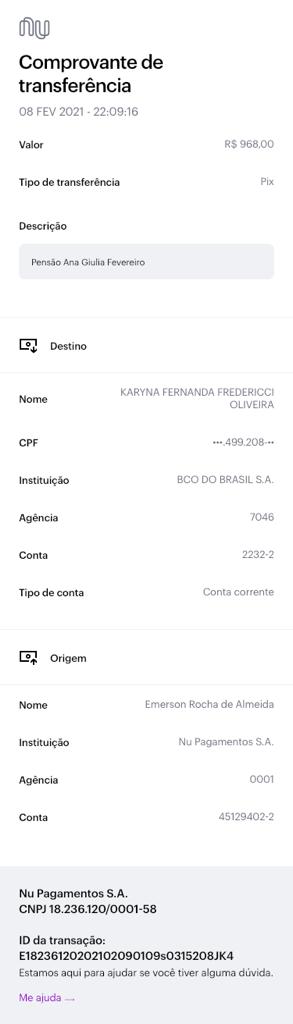 nu
Comprovante de
transferência
08 FEV 2021 - 22:09:16
Valor R$ 968,00
Tipo de transferência Pix
Descrição
Pensão Ana Giulia Fevereiro
Destino
Nome KARYNA FERNANDA FREDERICCI
OLIVEIRA
CPF •••.499.208-••
Instituição BCO DO BRASIL S.A.
Agência 7046
Conta 2232-2
Tipo de conta Conta corrente
Origem
Nome Emerson Rocha de Almeida
Instituição Nu Pagamentos S.A.
Agência 0001
Conta 45129402-2
Nu Pagamentos S.A.
CNPJ 18.236.120/0001-58
ID da transação:
E18236120202102090109s0315208JK4
Estamos aqui para ajudar se você tiver alguma dúvida.
Me ajuda →